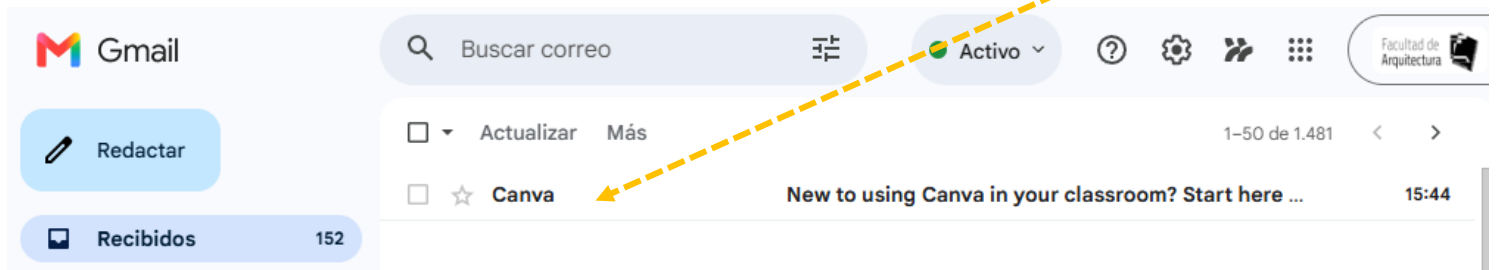 Gmail
Buscar correo
Activo
Facultad de
Arquitectura
Redactar
Actualizar Más
1–50 de 1.481
Canva New to using Canva in your classroom? Start here ... 15:44
Recibidos 152